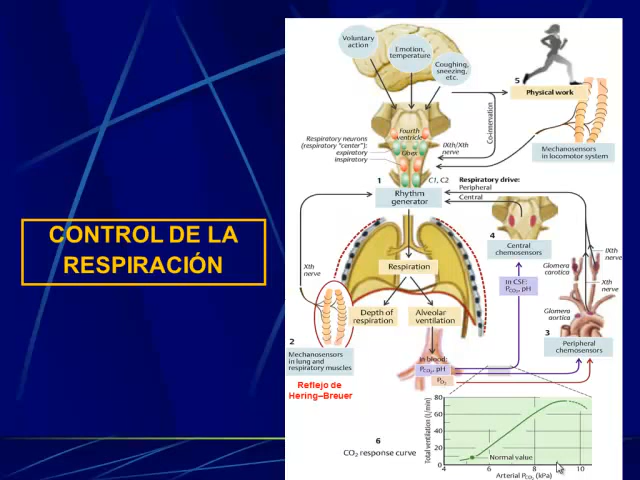 CONTROL DE LA
RESPIRACIÓN
Voluntary
action
Emotion,
temperature
Coughing,
sneezing,
etc.
5
Physical work
Co-innervation
Fourth
ventricle
Respiratory neurons
(respiratory "center"):
expiratory
inspiratory
Obex
IXth/Xth
nerve
Mechanosensors
in locomotor system
1
C1, C2
Respiratory drive:
Peripheral
Central
Rhythm
generator
4
Central
chemosensors
Xth
nerve
Respiration
In CSF:
PCO₂, pH
Glomera
carotica
IXth
nerve
Xth
nerve
Depth of
respiration
Alveolar
ventilation
Glomera
aortica
3
Peripheral
chemosensors
2
Mechanosensors
in lung and
respiratory muscles
In blood:
PCO₂, pH
PO₂
Reflejo de
Hering–Breuer
6
CO₂ response curve
Total ventilation (L/min)
80
60
40
20
0
Normal value
4
6
8
10
Arterial PCO₂ (kPa)